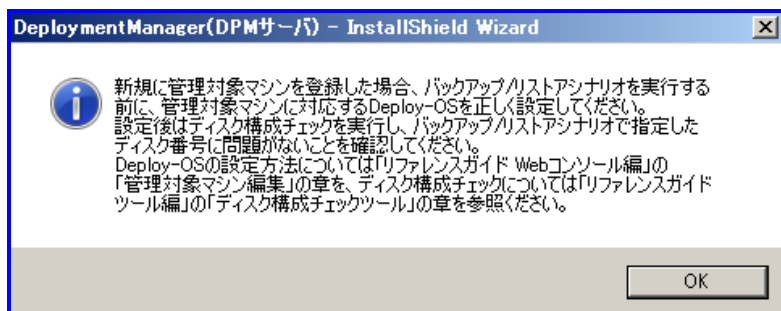 DeploymentManager(DPMサーバ) - InstallShield Wizard
新規に管理対象マシンを登録した場合、バックアップ/リストアシナリオを実行する
前に、管理対象マシンに対応するDeploy-OSを正しく設定してください。
設定後はディスク構成チェックを実行し、バックアップ/リストアシナリオで指定した
ディスク番号に問題がないことを確認してください。
Deploy-OSの設定方法については「リファレンスガイド Webコンソール編」の
「管理対象マシン編集」の章を、ディスク構成チェックについては「リファレンスガイド
ツール編」の「ディスク構成チェックツール」の章を参照ください。
OK